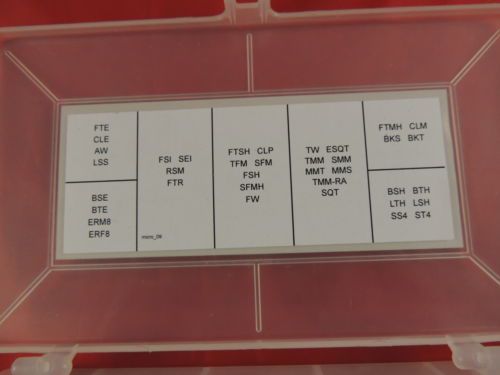 FTE
CLE
AW
LSS
BSE
BTE
ERM8
ERF8
FSI SEI
RSM
FTR
micro_09
FTSH CLP
TFM SFM
FSH
SFMH
FW
TW ESQT
TMM SMM
MMT MMS
TMM-RA
SQT
FTMH CLM
BKS BKT
BSH BTH
LTH LSH
SS4 ST4